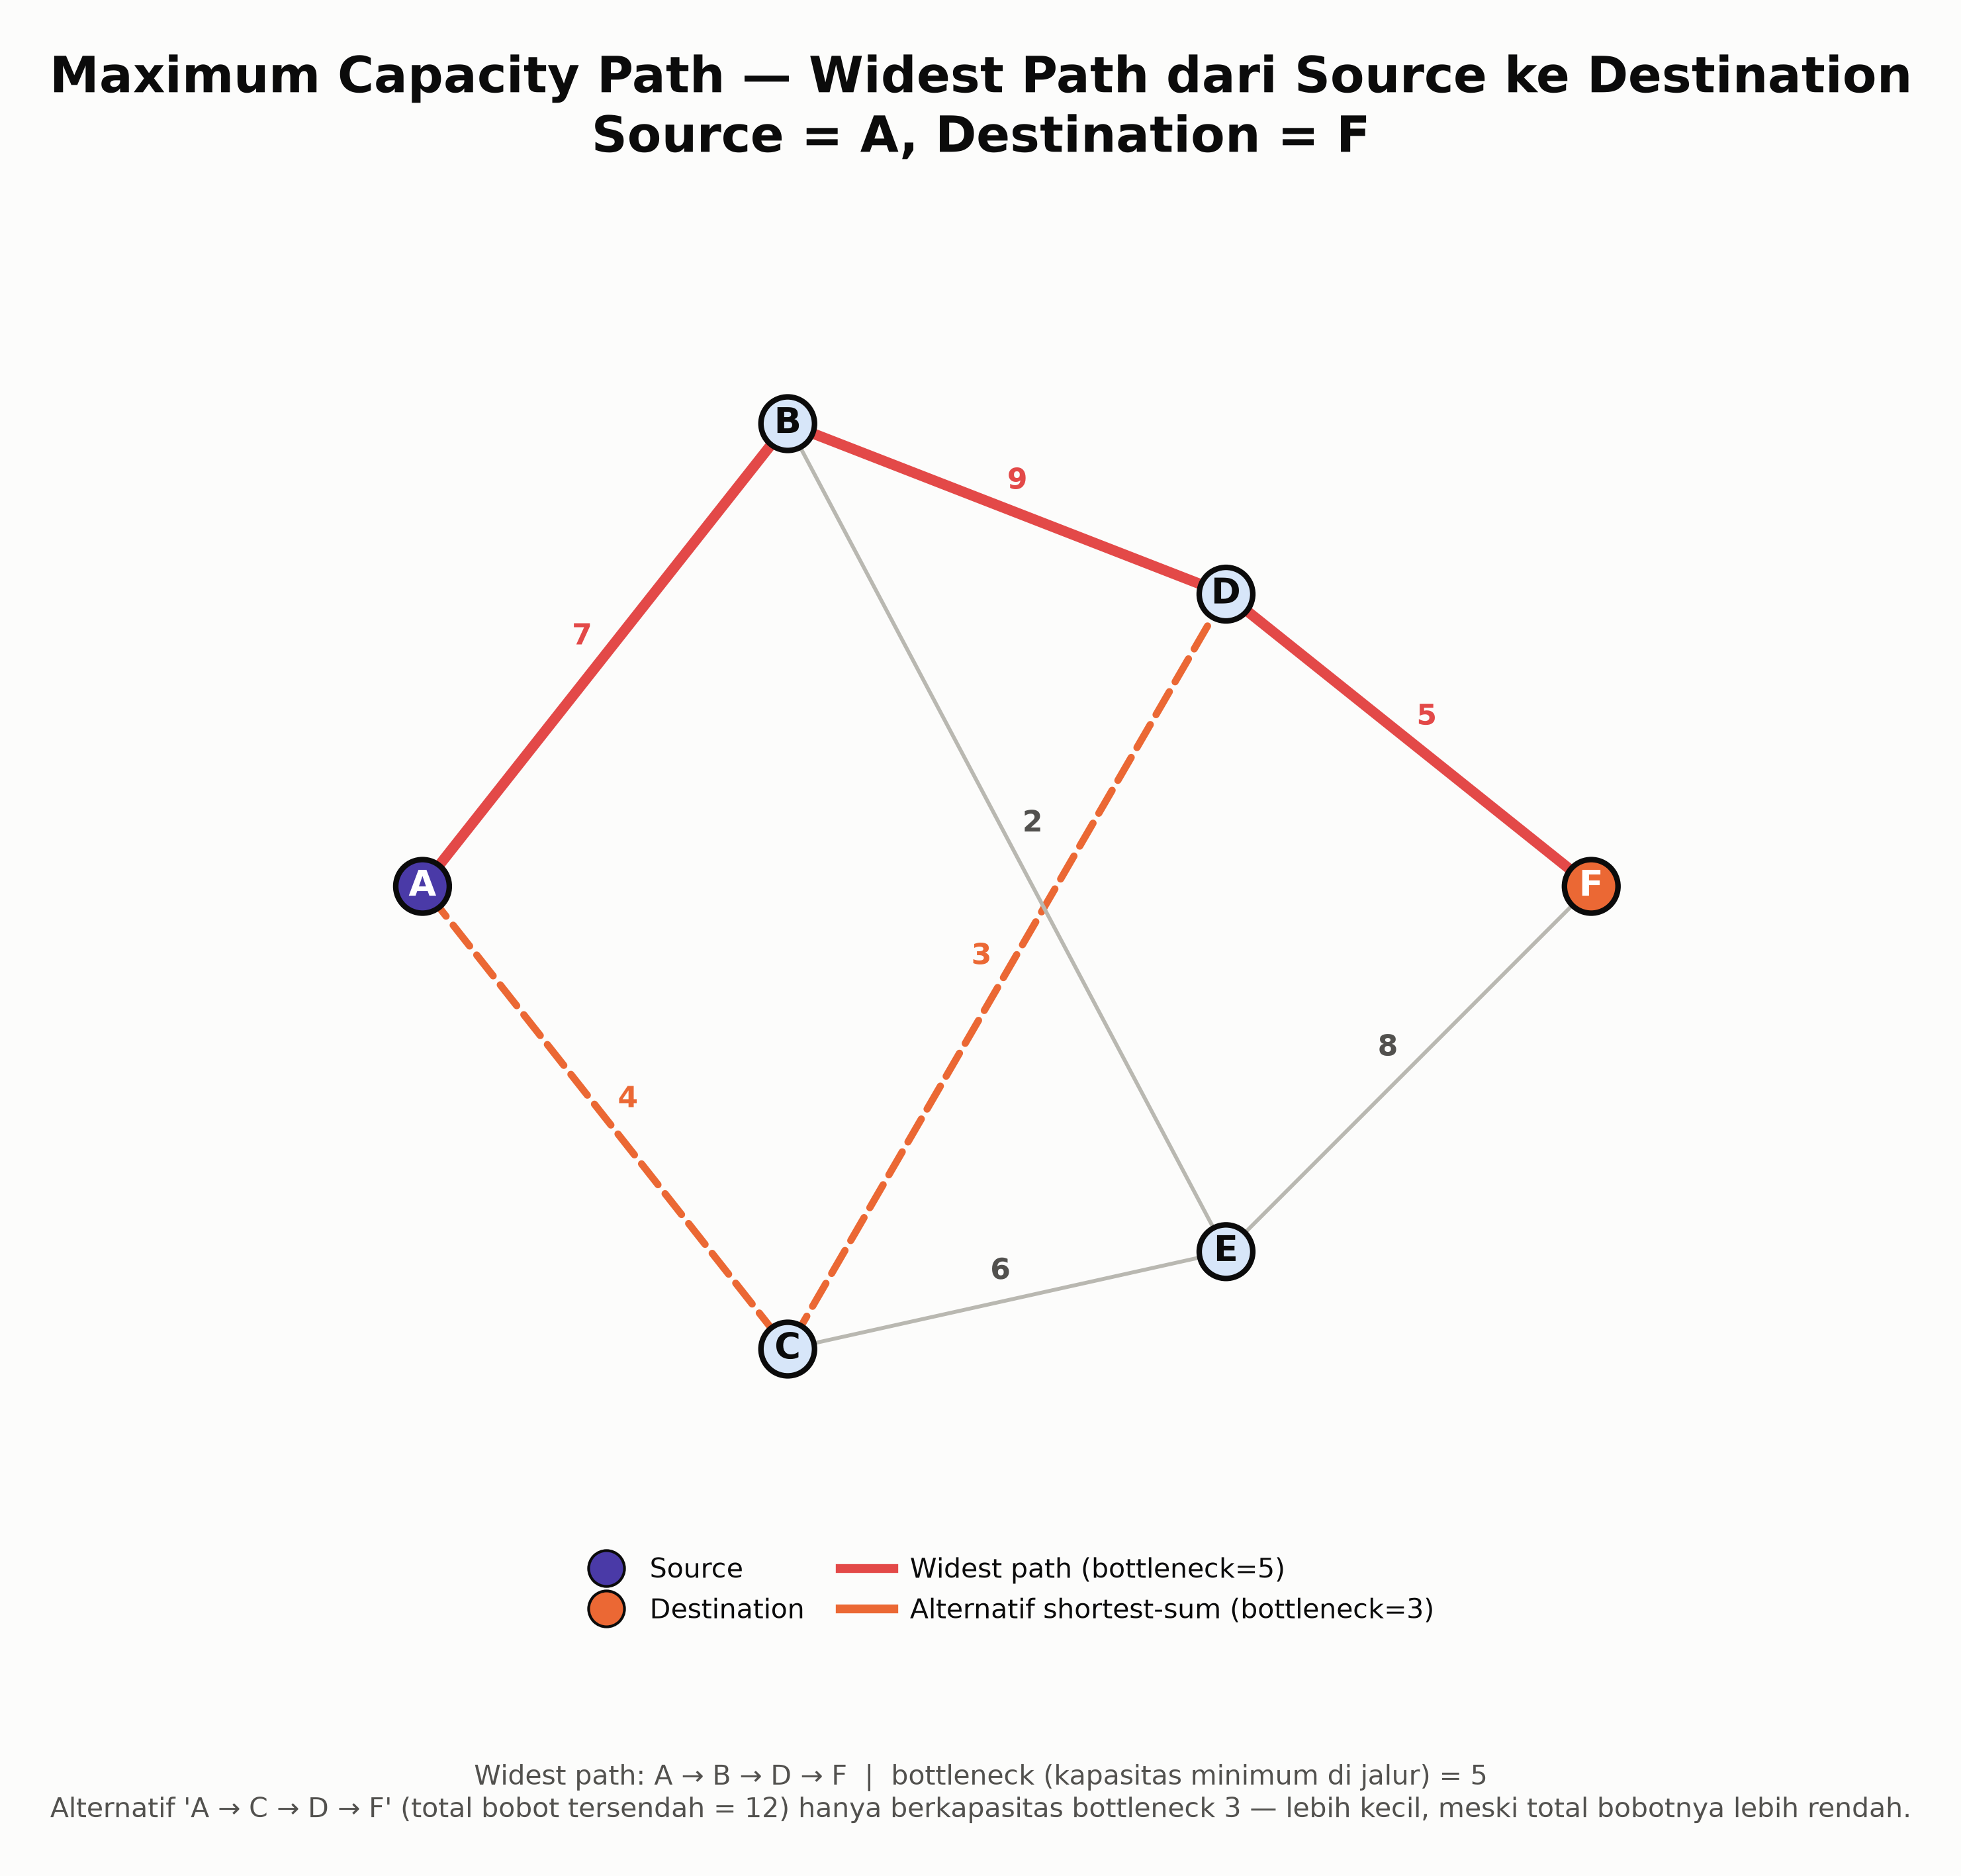 Maximum Capacity Path — Widest Path dari Source ke Destination
Source = A, Destination = F
B
9
D
7
5
2
A
F
3
8
4
E
6
C
Source
Widest path (bottleneck=5)
Destination
Alternatif shortest-sum (bottleneck=3)
Widest path: A → B → D → F | bottleneck (kapasitas minimum di jalur) = 5
Alternatif 'A → C → D → F' (total bobot tersendah = 12) hanya berkapasitas bottleneck 3 — lebih kecil, meski total bobotnya lebih rendah.